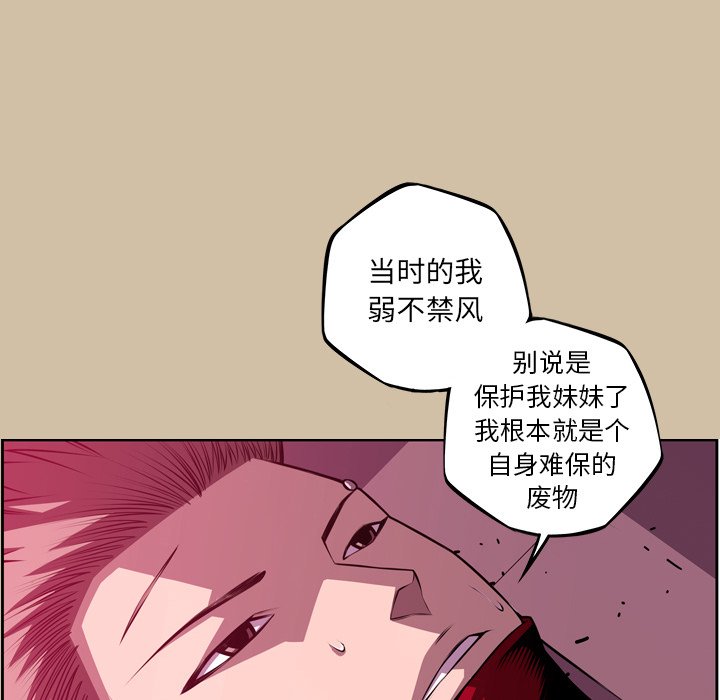 当时的我
弱不禁风
别说是
保护我妹妹了
我根本就是个
自身难保的
废物